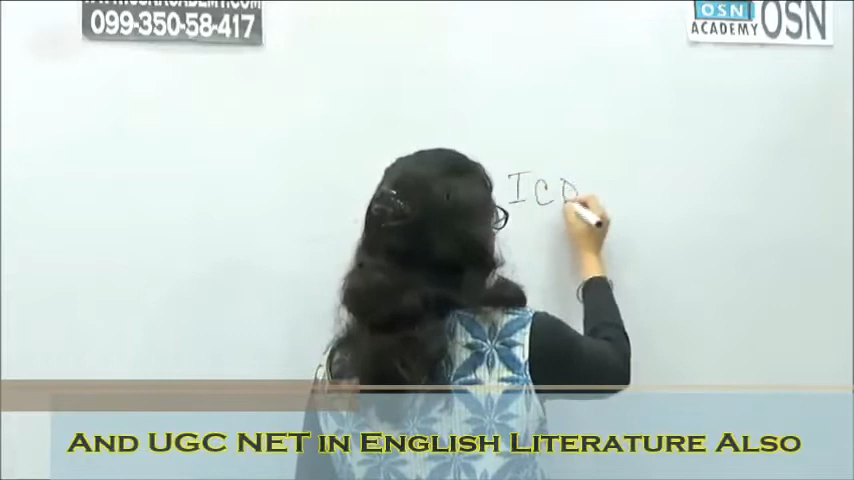 099-350-58-417
OSN
ACADEMY
OSN
ICD
And UGC NET in English Literature Also